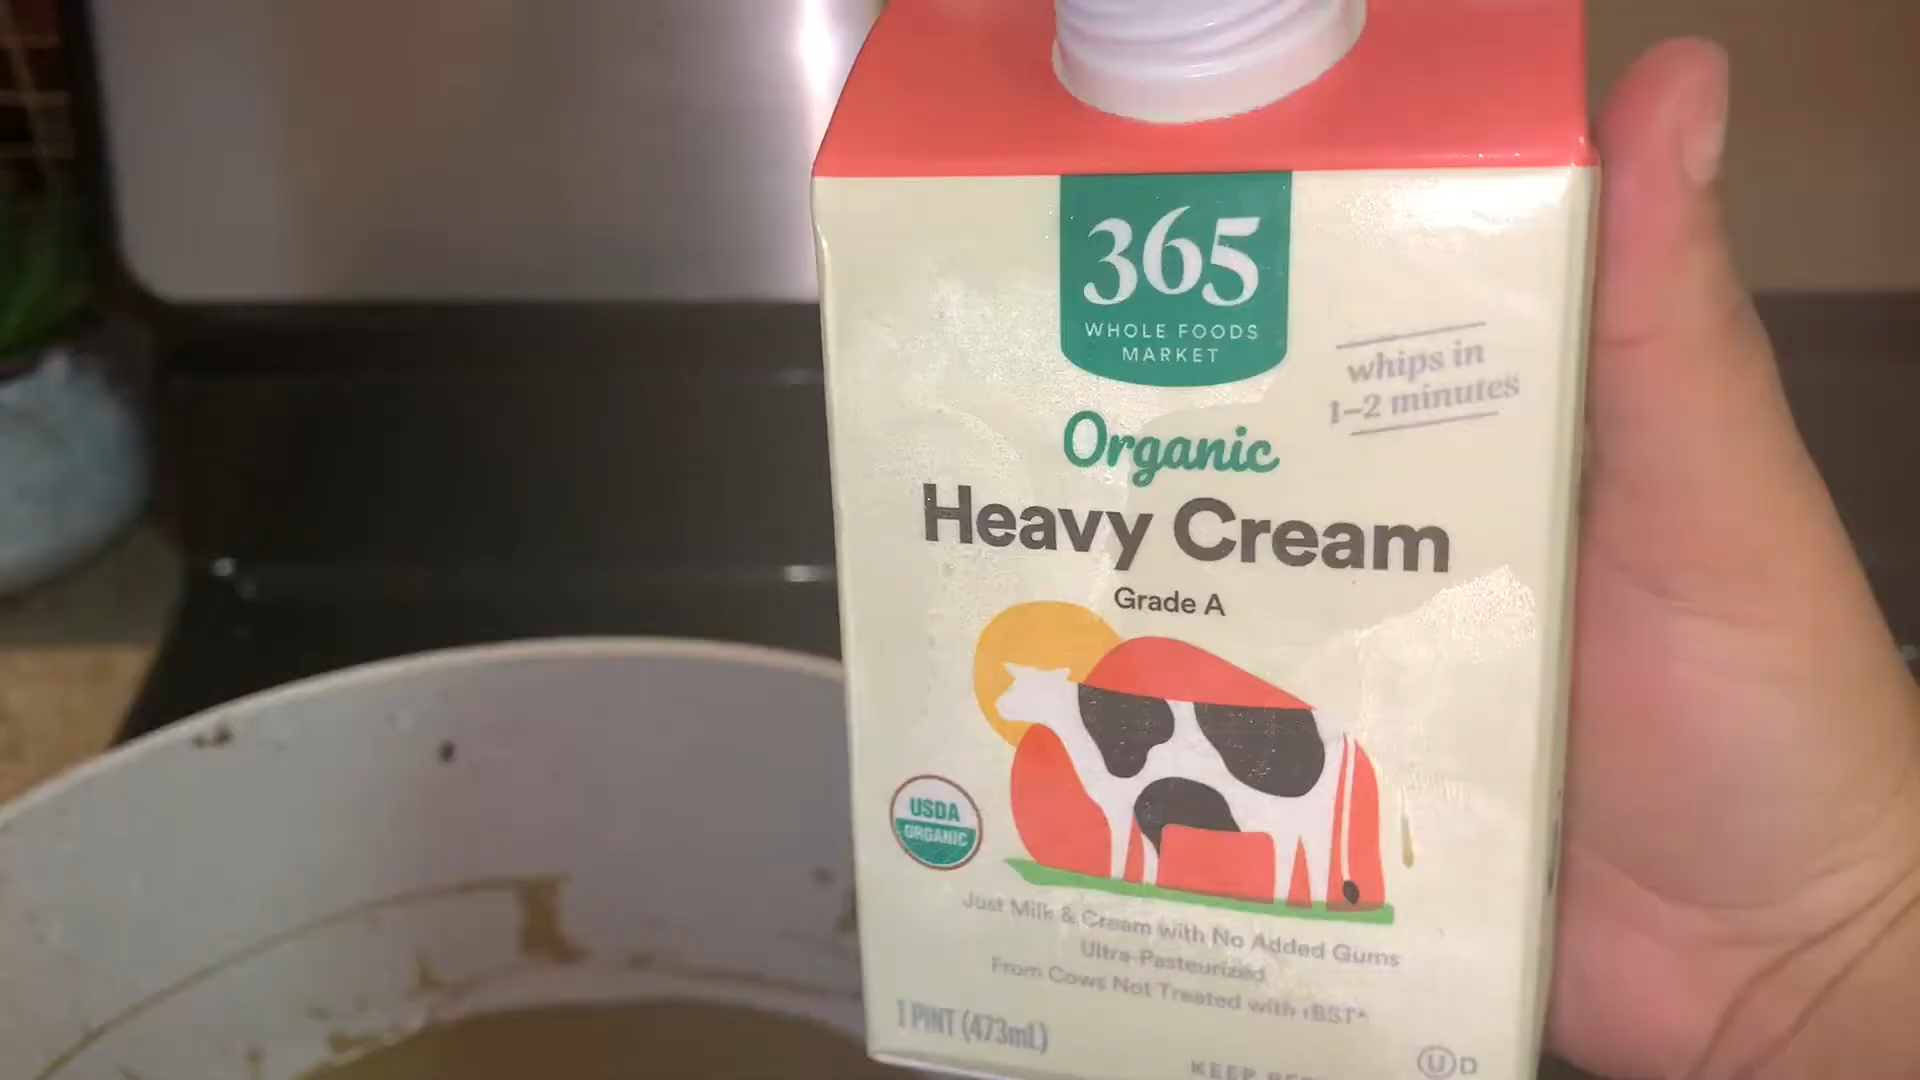 365
WHOLE FOODS
MARKET
whips in
1–2 minutes
Organic
Heavy Cream
Grade A
USDA
ORGANIC
Just Milk & Cream with No Added Gums
Ultra-Pasteurized
From Cows Not Treated with rBST*
1 PINT (473mL)
KEEP
U D